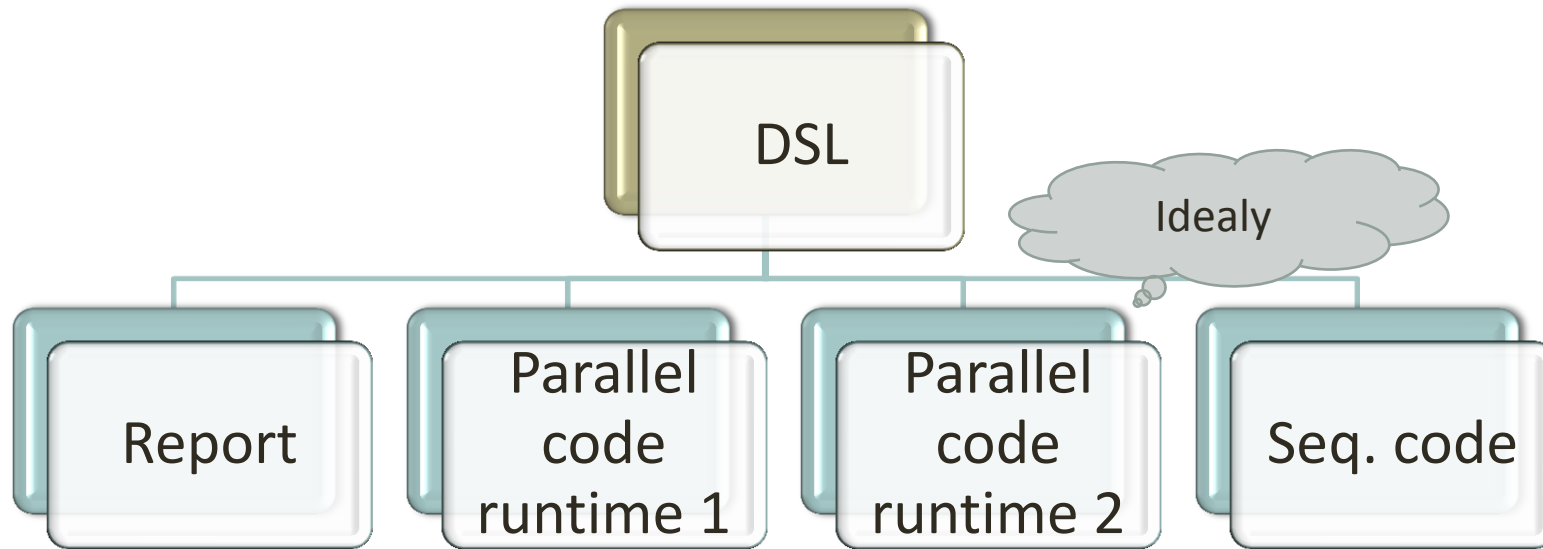 DSL
Idealy
Report
Parallel
code
runtime 1
Parallel
code
runtime 2
Seq. code